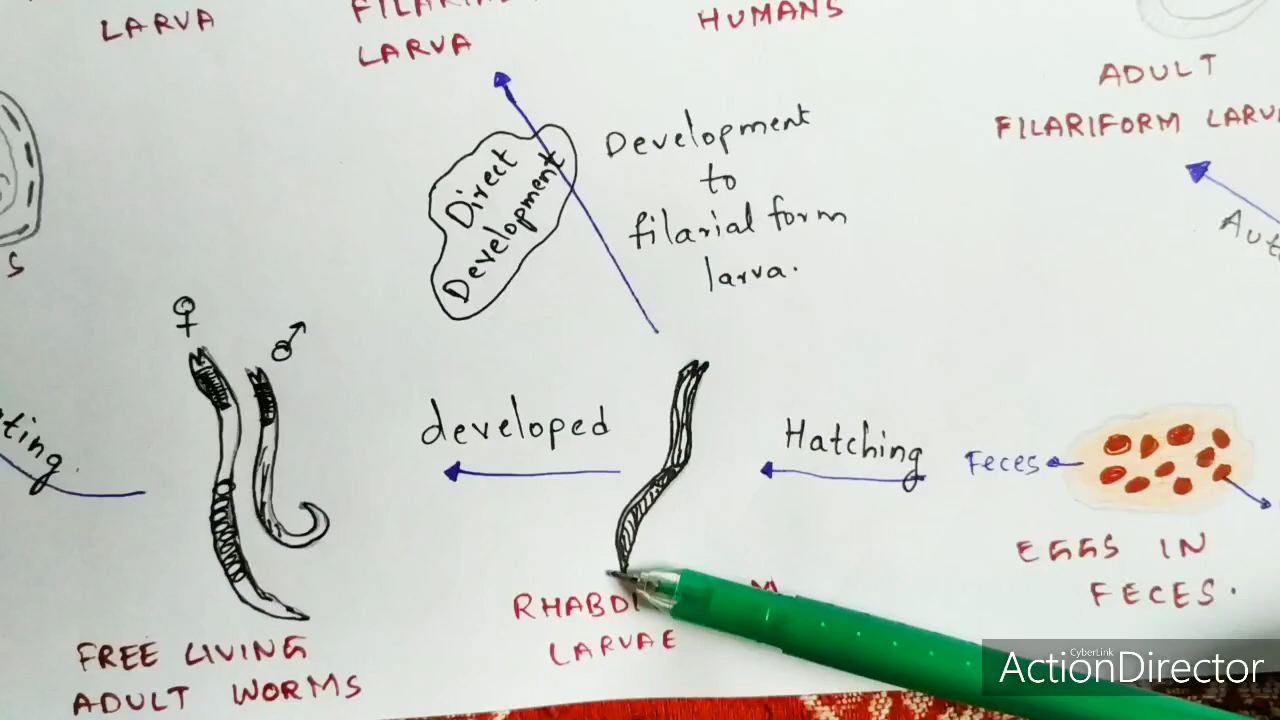 LARVA
LARVA
HUMANS
ADULT
FILARIFORM
Direct
Development
Development
to
filarial form
larva.
♀
♂
developed
Hatching
Feces
EGGS IN
FECES.
LARVAE
FREE LIVING
ADULT WORMS
CyberLink
ActionDirector